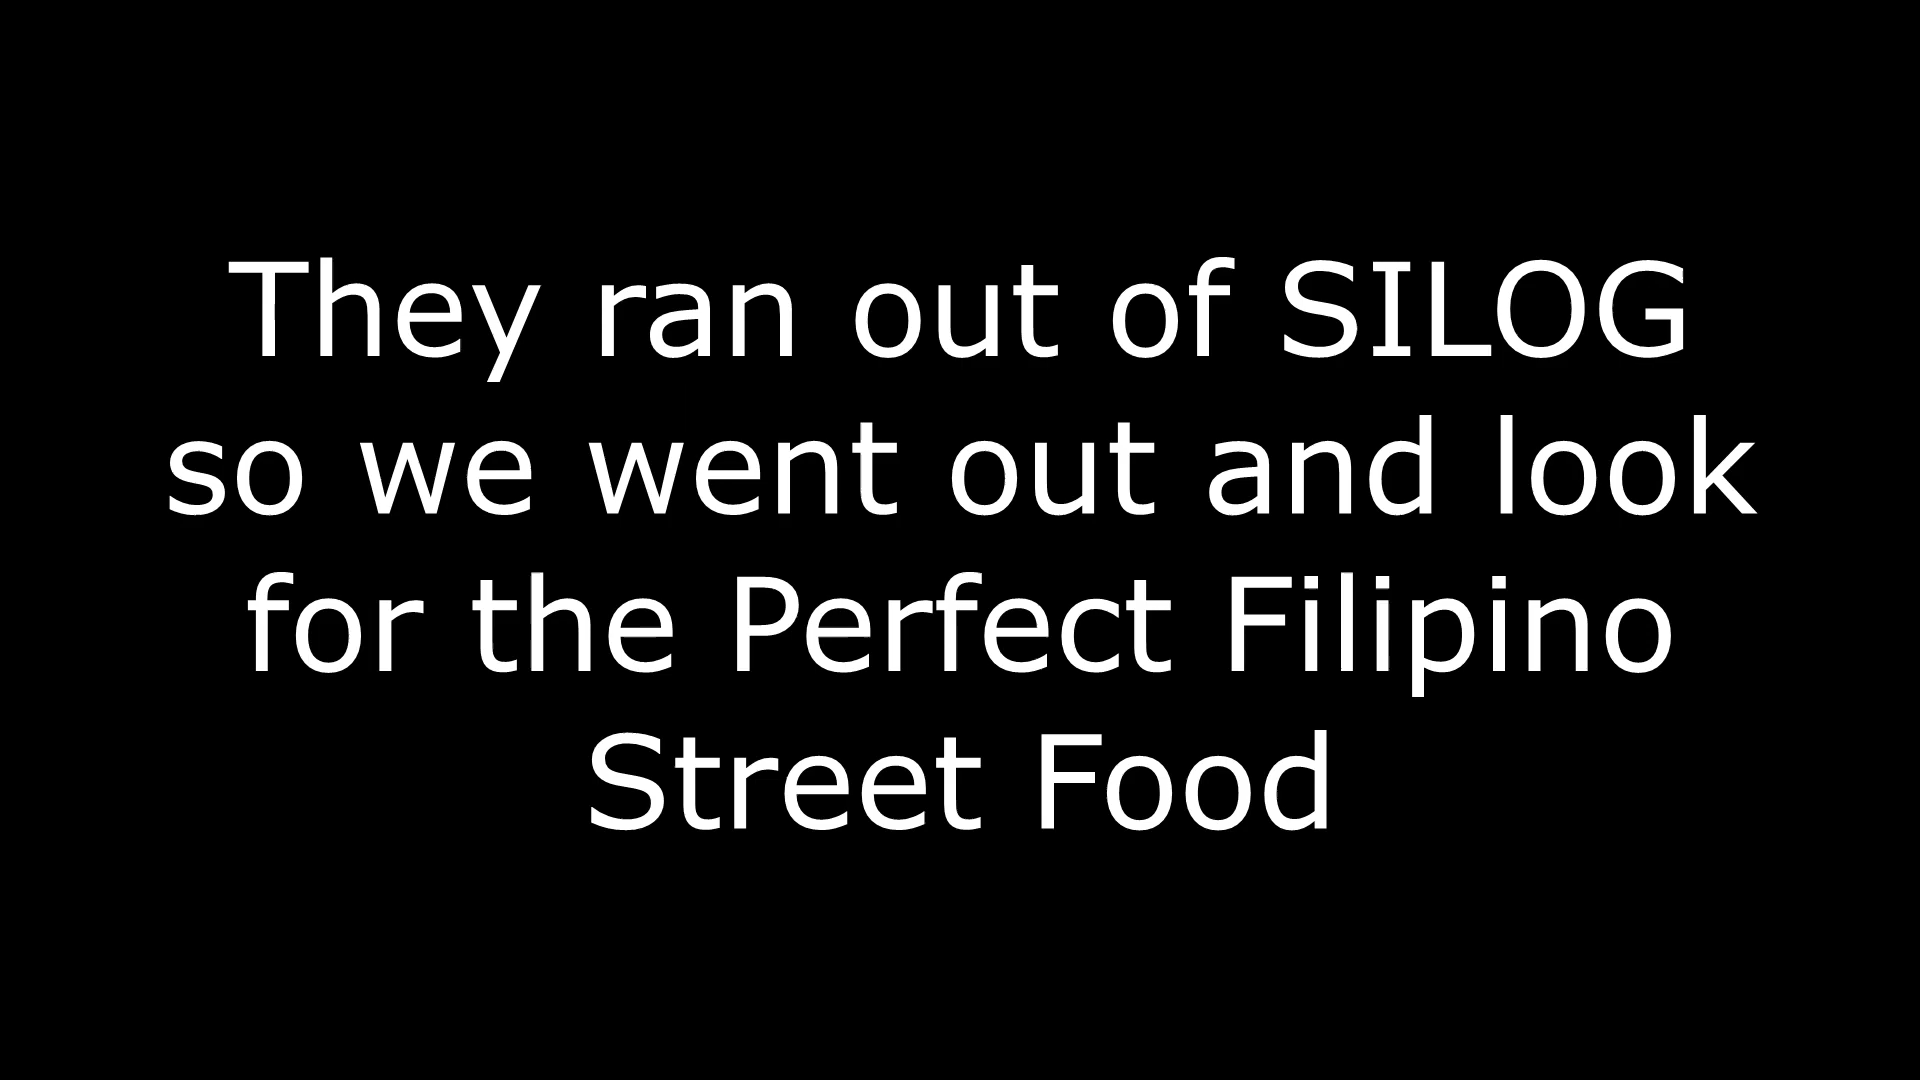 They ran out of SILOG
so we went out and look
for the Perfect Filipino
Street Food